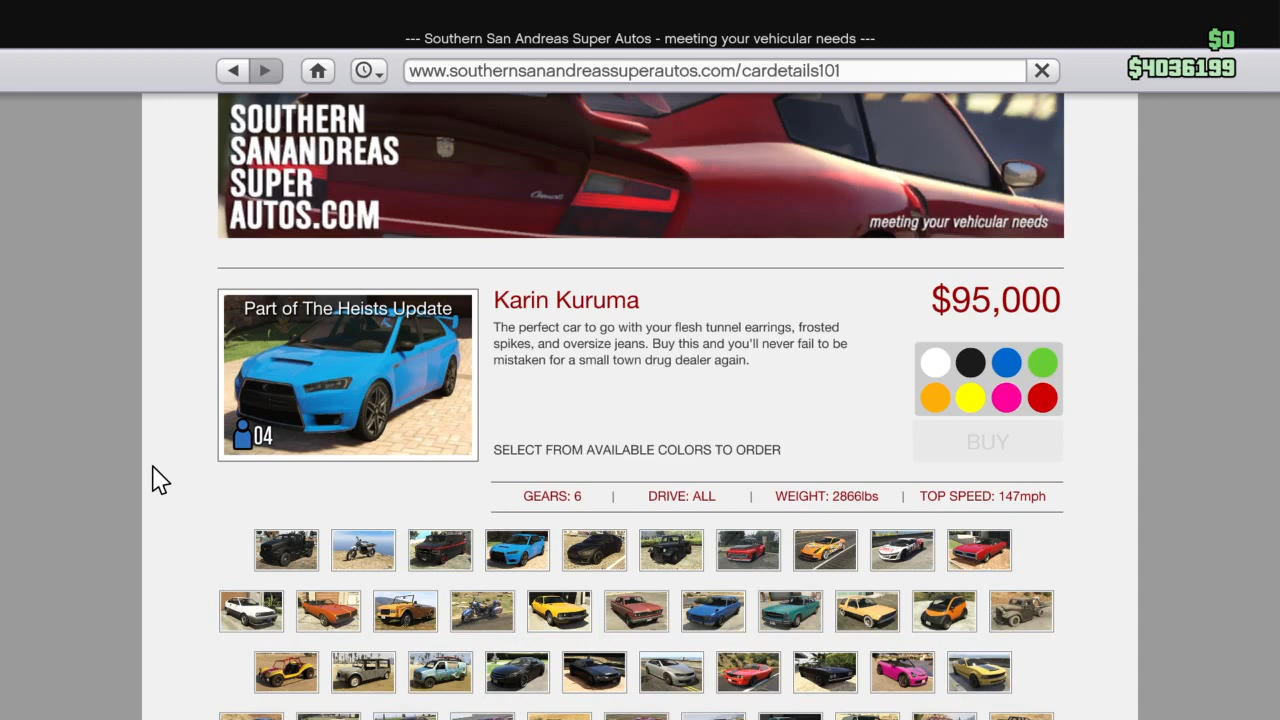 --- Southern San Andreas Super Autos - meeting your vehicular needs ---
$0
www.southernsanandreassuperautos.com/cardetails101
$4036199
SOUTHERN
SANANDREAS
SUPER
AUTOS.COM
meeting your vehicular needs
Part of The Heists Update
04
Karin Kuruma
$95,000
The perfect car to go with your flesh tunnel earrings, frosted
spikes, and oversize jeans. Buy this and you'll never fail to be
mistaken for a small town drug dealer again.
SELECT FROM AVAILABLE COLORS TO ORDER
BUY
GEARS: 6 | DRIVE: ALL | WEIGHT: 2866lbs | TOP SPEED: 147mph